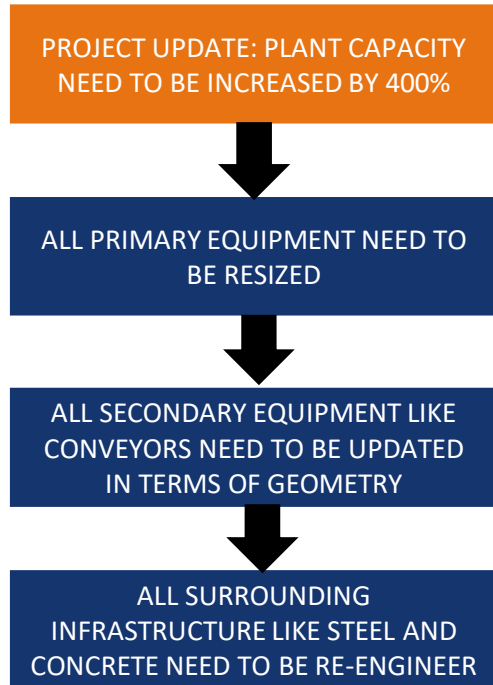 PROJECT UPDATE: PLANT CAPACITY
NEED TO BE INCREASED BY 400%
ALL PRIMARY EQUIPMENT NEED TO
BE RESIZED
ALL SECONDARY EQUIPMENT LIKE
CONVEYORS NEED TO BE UPDATED
IN TERMS OF GEOMETRY
ALL SURROUNDING
INFRASTRUCTURE LIKE STEEL AND
CONCRETE NEED TO BE RE-ENGINEER